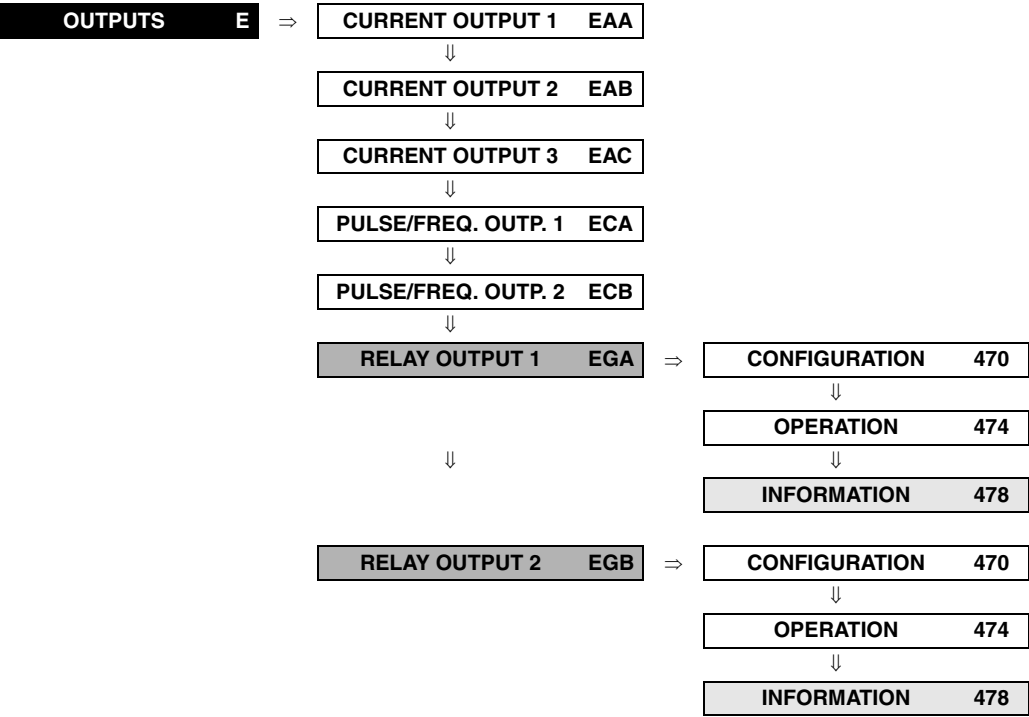 OUTPUTS E ⇒ CURRENT OUTPUT 1 EAA
⇓
CURRENT OUTPUT 2 EAB
⇓
CURRENT OUTPUT 3 EAC
⇓
PULSE/FREQ. OUTP. 1 ECA
⇓
PULSE/FREQ. OUTP. 2 ECB
⇓
RELAY OUTPUT 1 EGA ⇒ CONFIGURATION 470
⇓
OPERATION 474
⇓ ⇓
INFORMATION 478
RELAY OUTPUT 2 EGB ⇒ CONFIGURATION 470
⇓
OPERATION 474
⇓
INFORMATION 478